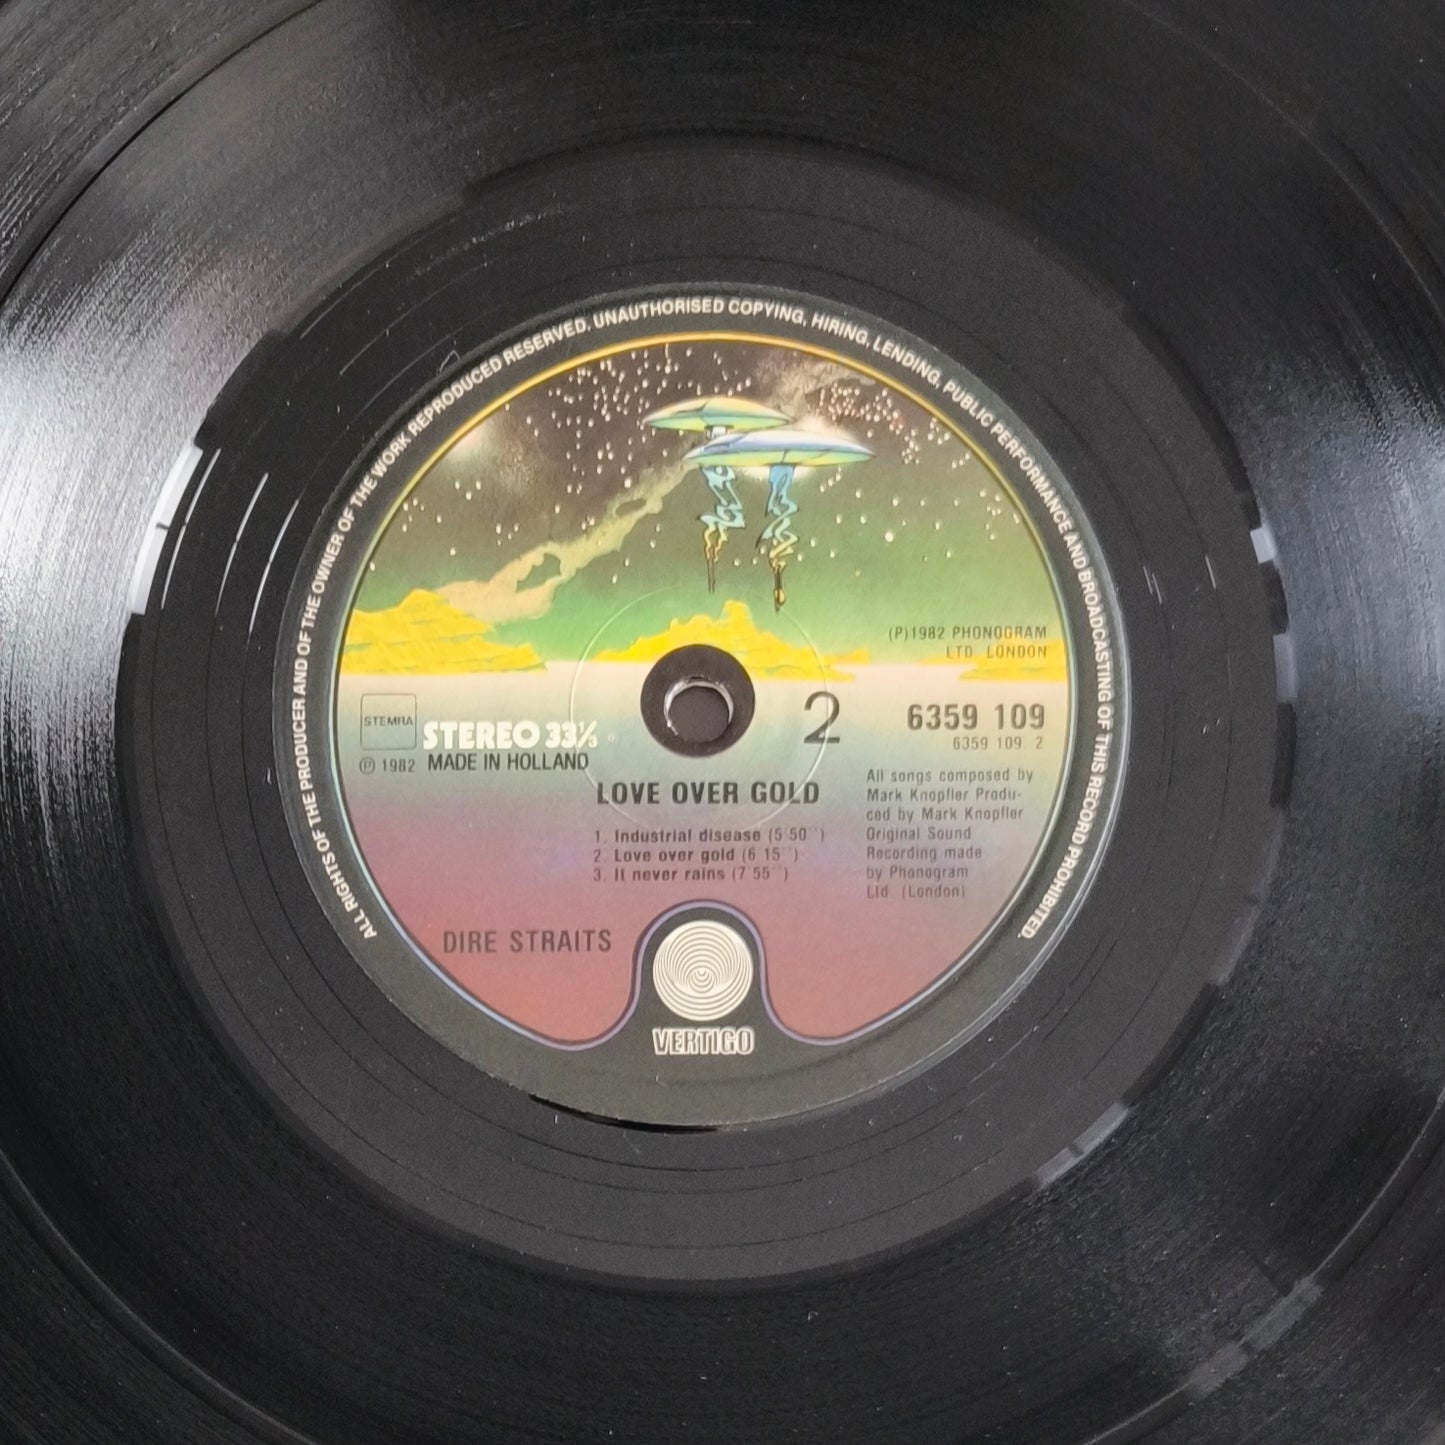 ALL RIGHTS OF THE PRODUCER AND OF THE OWNER OF THE WORK REPRODUCED RESERVED. UNAUTHORISED COPYING, HIRING, LENDING, PUBLIC PERFORMANCE AND BROADCASTING OF THIS RECORD PROHIBITED.
(P)1982 PHONOGRAM
LTD LONDON
STEMRA
STEREO 33⅓
Ⓟ 1982 MADE IN HOLLAND
2
6359 109
6359 109 2
LOVE OVER GOLD
1. Industrial disease (5'50'')
2. Love over gold (6'15'')
3. It never rains (7'55'')
All songs composed by
Mark Knopfler Produ-
ced by Mark Knopfler
Original Sound
Recording made
by Phonogram
Ltd (London)
DIRE STRAITS
VERTIGO